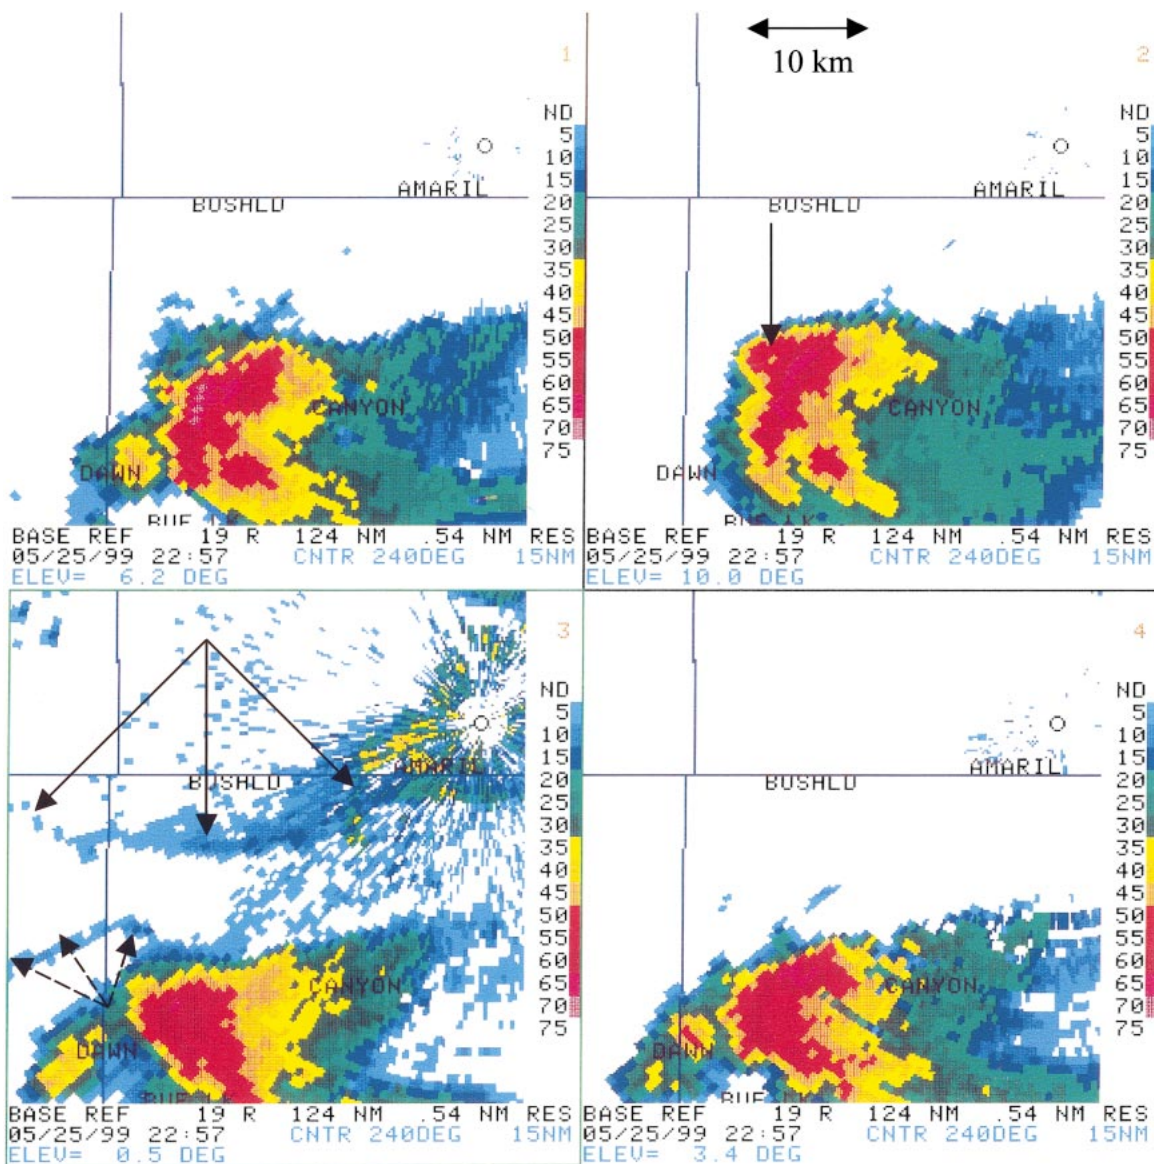 10 km
1
ND
5
10
15
20
25
30
35
40
45
50
55
60
65
70
75
AMARIL
BUSHLD
CANYON
DAWN
BASE REF 19 R 124 NM .54 NM RES
05/25/99 22:57 CNTR 240DEG 15NM
ELEV= 6.2 DEG
2
ND
5
10
15
20
25
30
35
40
45
50
55
60
65
70
75
AMARIL
BUSHLD
CANYON
DAWN
BASE REF 19 R 124 NM .54 NM RES
05/25/99 22:57 CNTR 240DEG 15NM
ELEV= 10.0 DEG
3
ND
5
10
15
20
25
30
35
40
45
50
55
60
65
70
75
AMARIL
BUSHLD
CANYON
DAWN
BASE REF 19 R 124 NM .54 NM RES
05/25/99 22:57 CNTR 240DEG 15NM
ELEV= 0.5 DEG
4
ND
5
10
15
20
25
30
35
40
45
50
55
60
65
70
75
AMARIL
BUSHLD
CANYON
DAWN
BASE REF 19 R 124 NM .54 NM RES
05/25/99 22:57 CNTR 240DEG 15NM
ELEV= 3.4 DEG